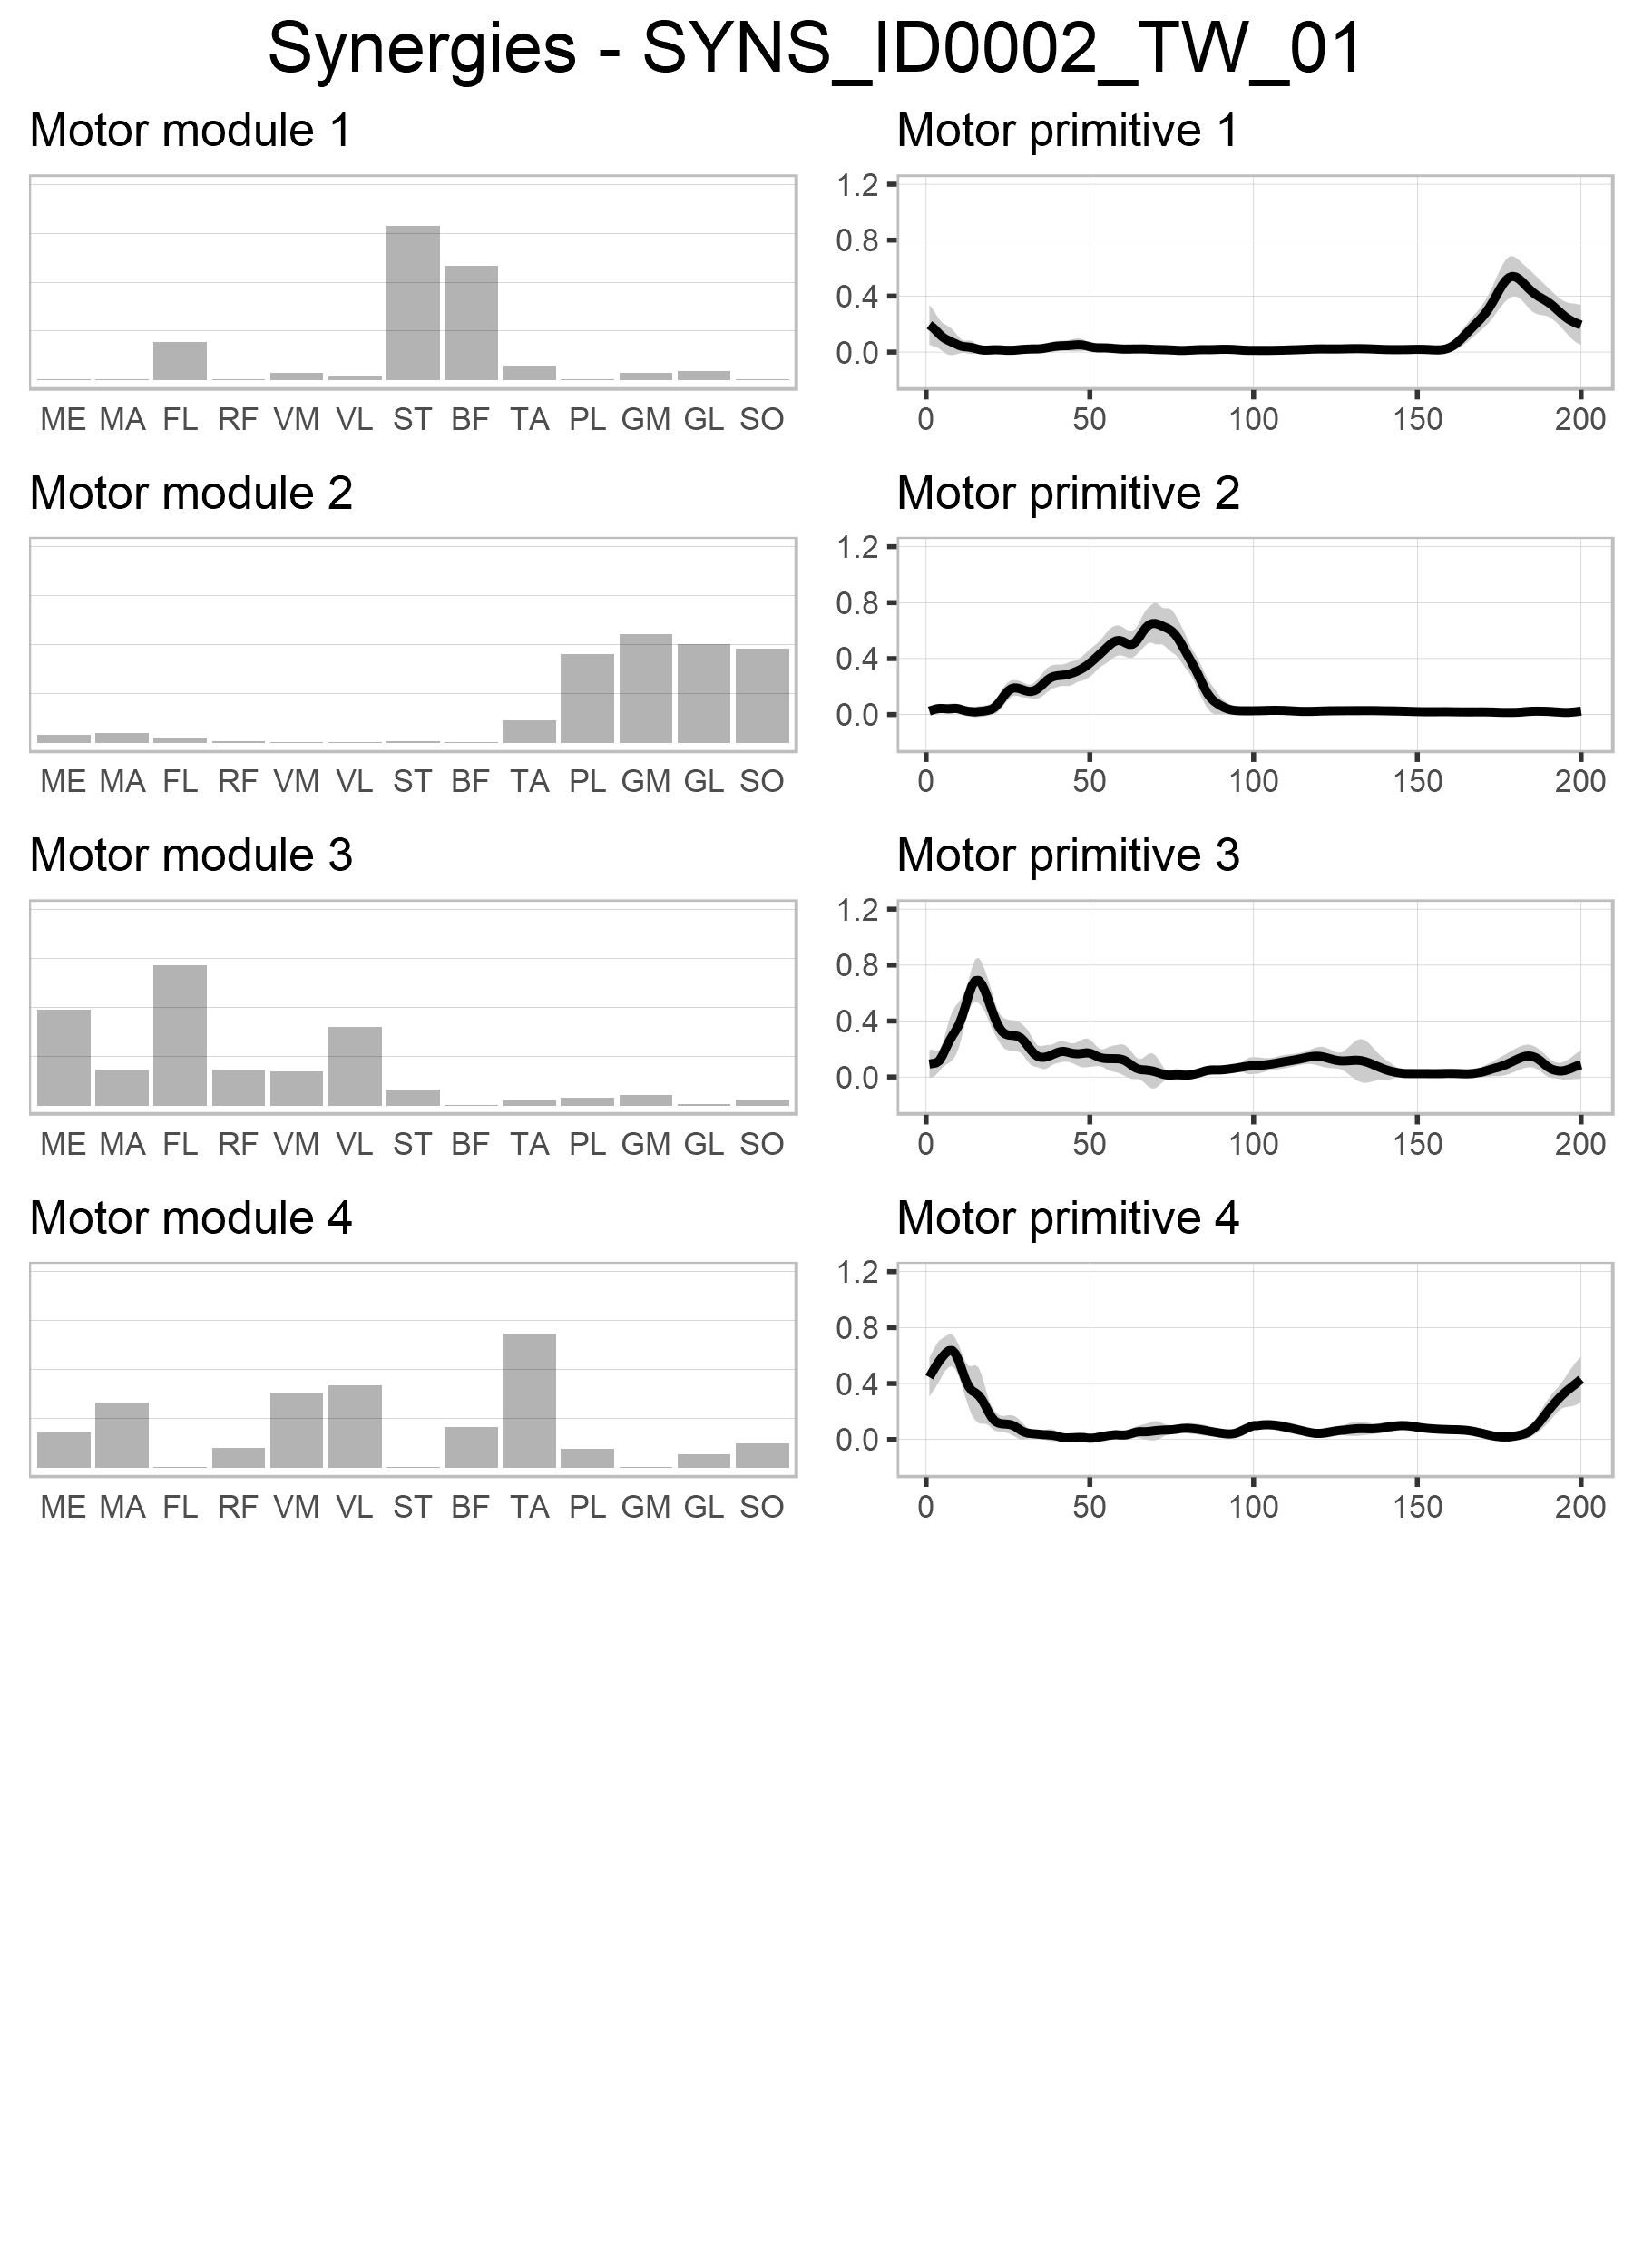 Synergies - SYNS_ID0002_TW_01
Motor module 1
Motor primitive 1
1.2
0.8
0.4
0.0
ME MA FL RF VM VL ST BF TA PL GM GL SO
0 50 100 150 200
Motor module 2
Motor primitive 2
1.2
0.8
0.4
0.0
ME MA FL RF VM VL ST BF TA PL GM GL SO
0 50 100 150 200
Motor module 3
Motor primitive 3
1.2
0.8
0.4
0.0
ME MA FL RF VM VL ST BF TA PL GM GL SO
0 50 100 150 200
Motor module 4
Motor primitive 4
1.2
0.8
0.4
0.0
ME MA FL RF VM VL ST BF TA PL GM GL SO
0 50 100 150 200